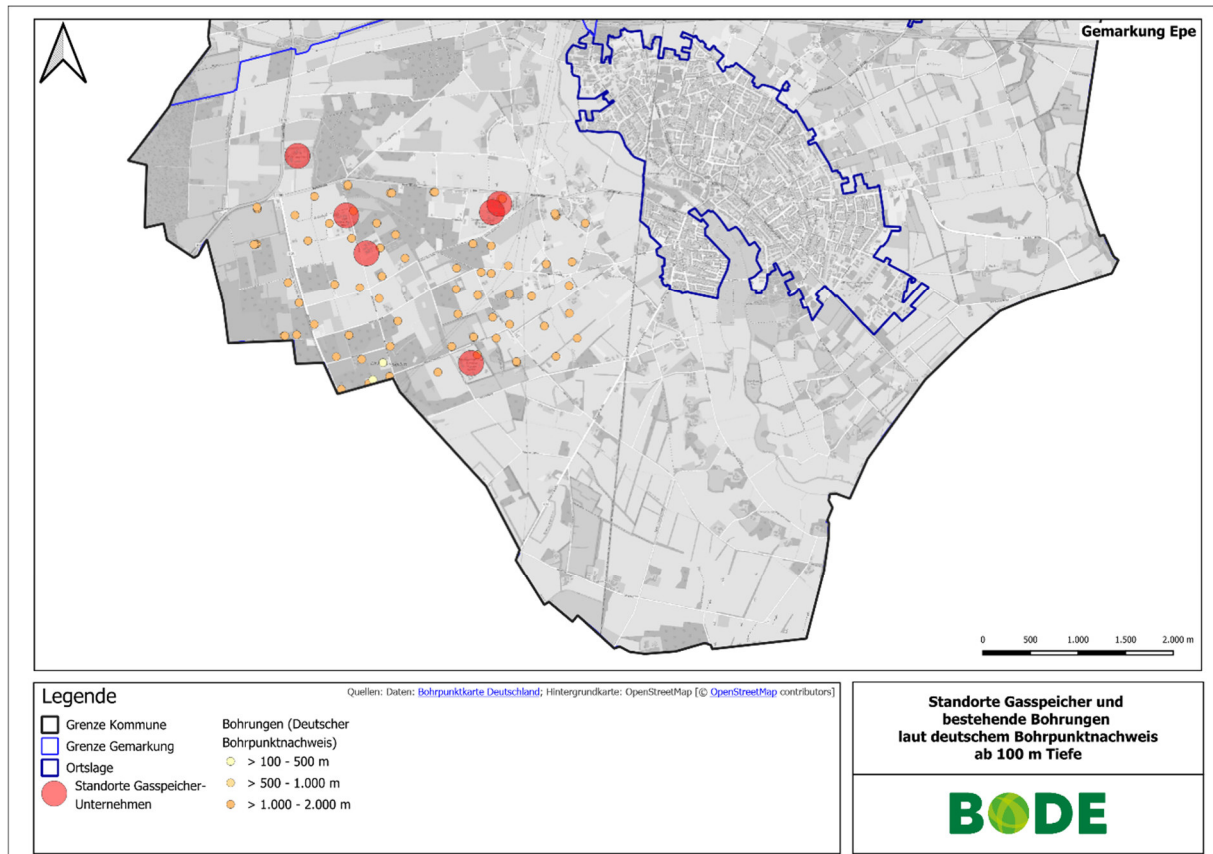 Gemarkung Epe
0 500 1.000 1.500 2.000 m
Legende
Quellen: Daten: Bohrpunktkarte Deutschland; Hintergrundkarte: OpenStreetMap [© OpenStreetMap contributors]
Grenze Kommune
Grenze Gemarkung
Ortslage
Standorte Gasspeicher-
Unternehmen
Bohrungen (Deutscher
Bohrpunktnachweis)
> 100 - 500 m
> 500 - 1.000 m
> 1.000 - 2.000 m
Standorte Gasspeicher und
bestehende Bohrungen
laut deutschem Bohrpunktnachweis
ab 100 m Tiefe
BODE